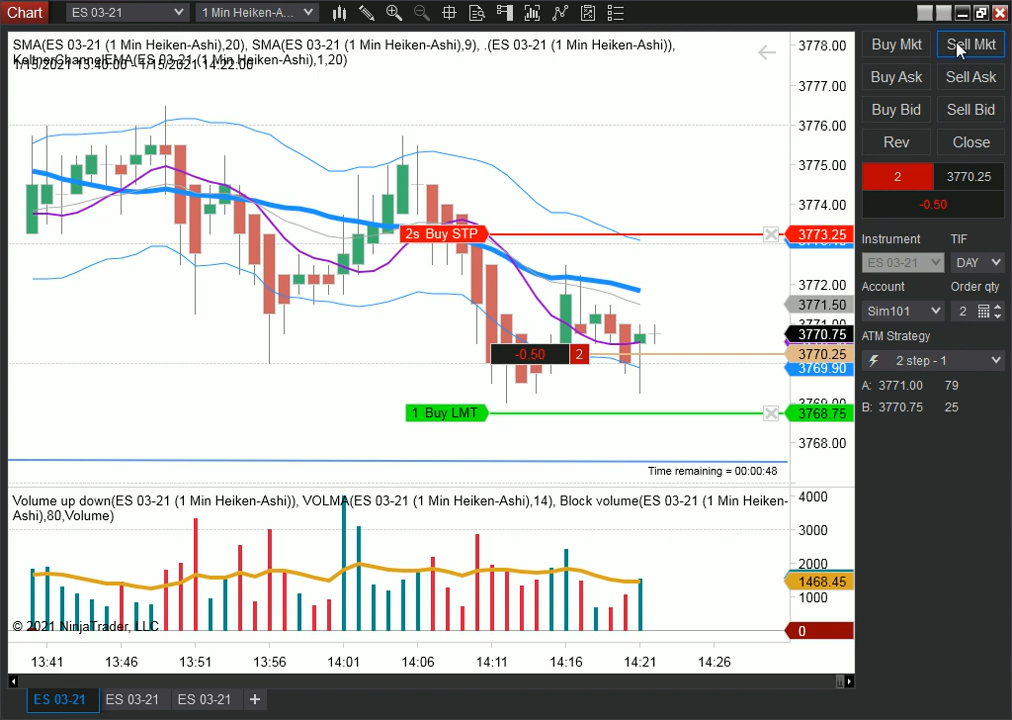 Chart ES 03-21 1 Min Heiken-A...
SMA(ES 03-21 (1 Min Heiken-Ashi),20), SMA(ES 03-21 (1 Min Heiken-Ashi),9), .(ES 03-21 (1 Min Heiken-Ashi)),
KeltnerChannelEMA(ES 03-21 (1 Min Heiken-Ashi),1,20)
1/15/2021 13:40:00 - 1/15/2021 14:22:00
3778.00
3777.00
3776.00
3775.00
3774.00
2s Buy STP
3773.25
3772.00
3771.50
3771.00
3770.75
-0.50 2
3770.25
3769.90
3769.00
1 Buy LMT
3768.75
3768.00
Time remaining = 00:00:48
Volume up down(ES 03-21 (1 Min Heiken-Ashi)), VOLMA(ES 03-21 (1 Min Heiken-Ashi),14), Block volume(ES 03-21 (1 Min Heiken-
Ashi),80,Volume)
4000
3000
2000
1468.45
1000
© 2021 NinjaTrader, LLC
0
13:41 13:46 13:51 13:56 14:01 14:06 14:11 14:16 14:21 14:26
ES 03-21 ES 03-21 ES 03-21 +
Buy Mkt Sell Mkt
Buy Ask Sell Ask
Buy Bid Sell Bid
Rev Close
2 3770.25
-0.50
Instrument TIF
ES 03-21 DAY
Account Order qty
Sim101 2
ATM Strategy
2 step - 1
A: 3771.00 79
B: 3770.75 25